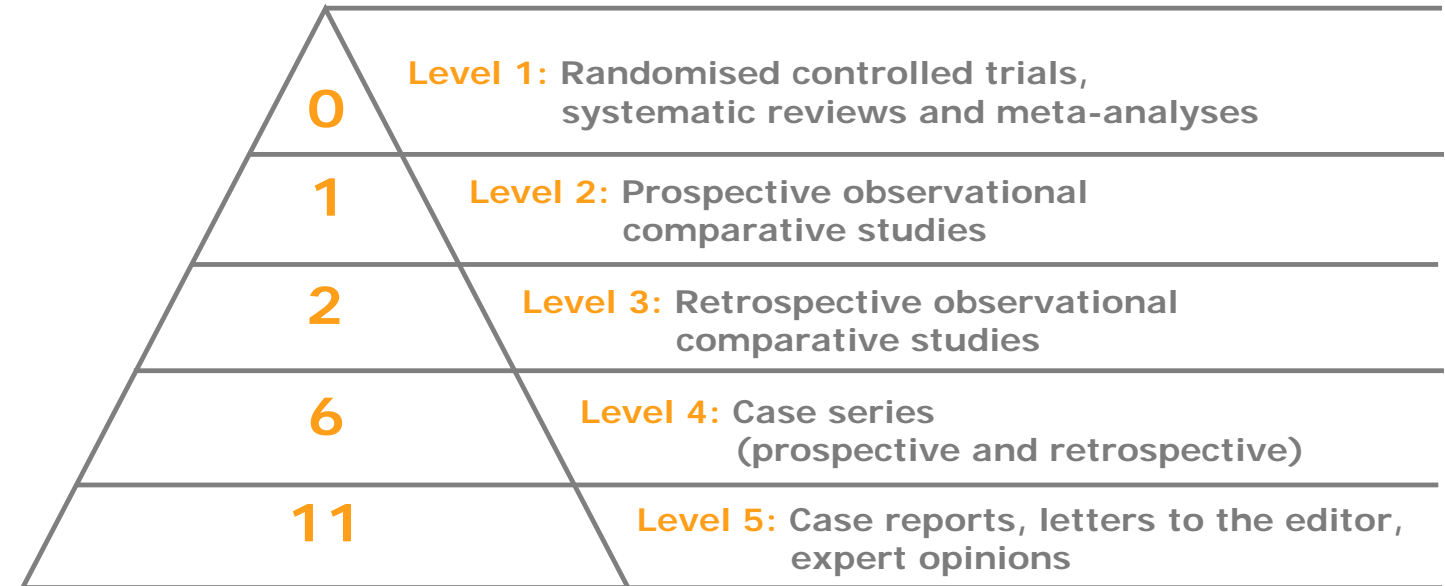 0
Level 1: Randomised controlled trials,
systematic reviews and meta-analyses
1
Level 2: Prospective observational
comparative studies
2
Level 3: Retrospective observational
comparative studies
6
Level 4: Case series
(prospective and retrospective)
11
Level 5: Case reports, letters to the editor,
expert opinions